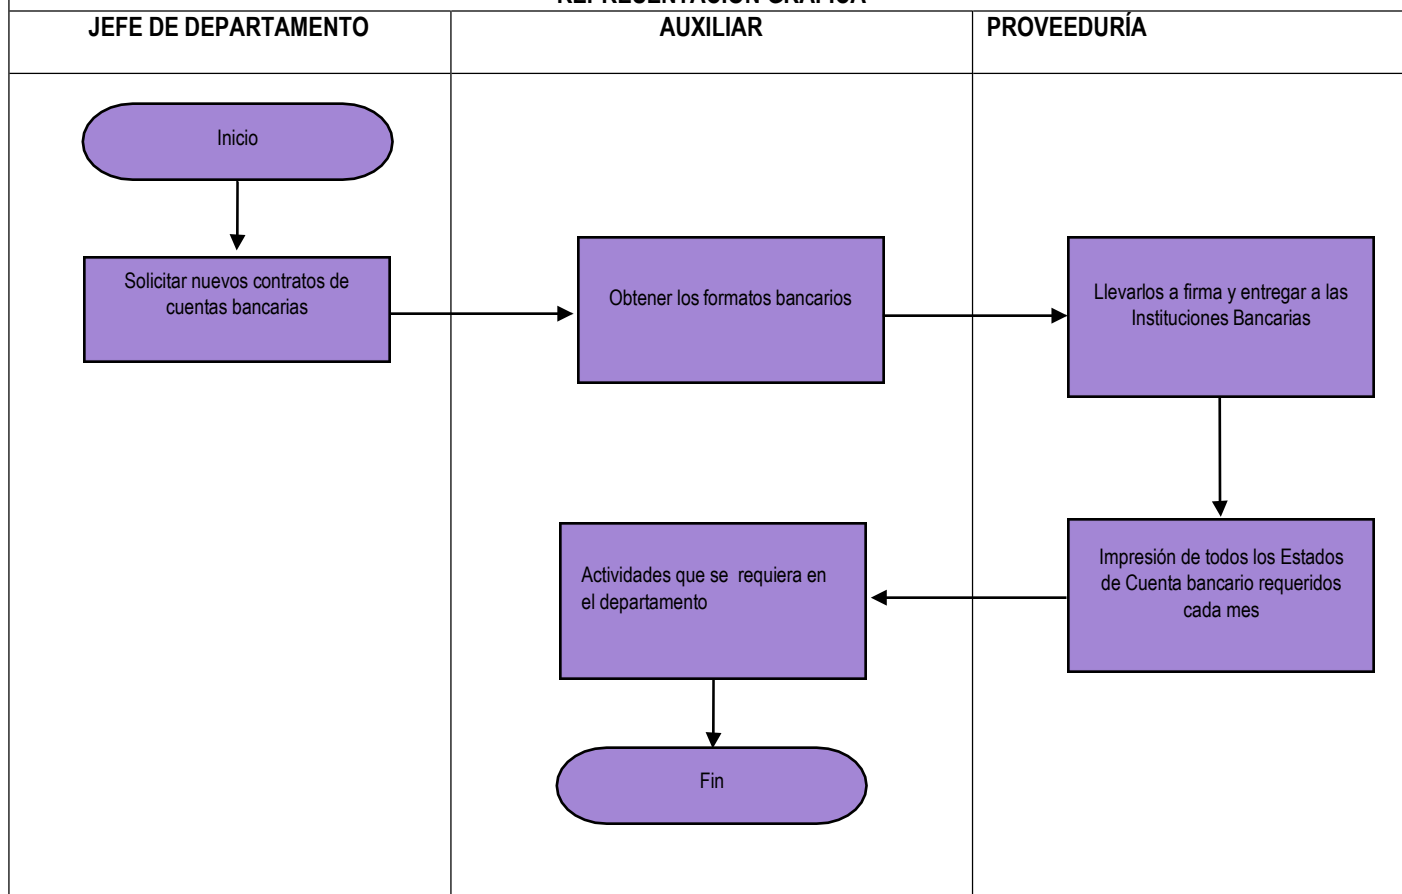 JEFE DE DEPARTAMENTO
AUXILIAR
PROVEEDURÍA
Inicio
Solicitar nuevos contratos de
cuentas bancarias
Obtener los formatos bancarios
Llevarlos a firma y entregar a las
Instituciones Bancarias
Impresión de todos los Estados
de Cuenta bancario requeridos
cada mes
Actividades que se requiera en
el departamento
Fin